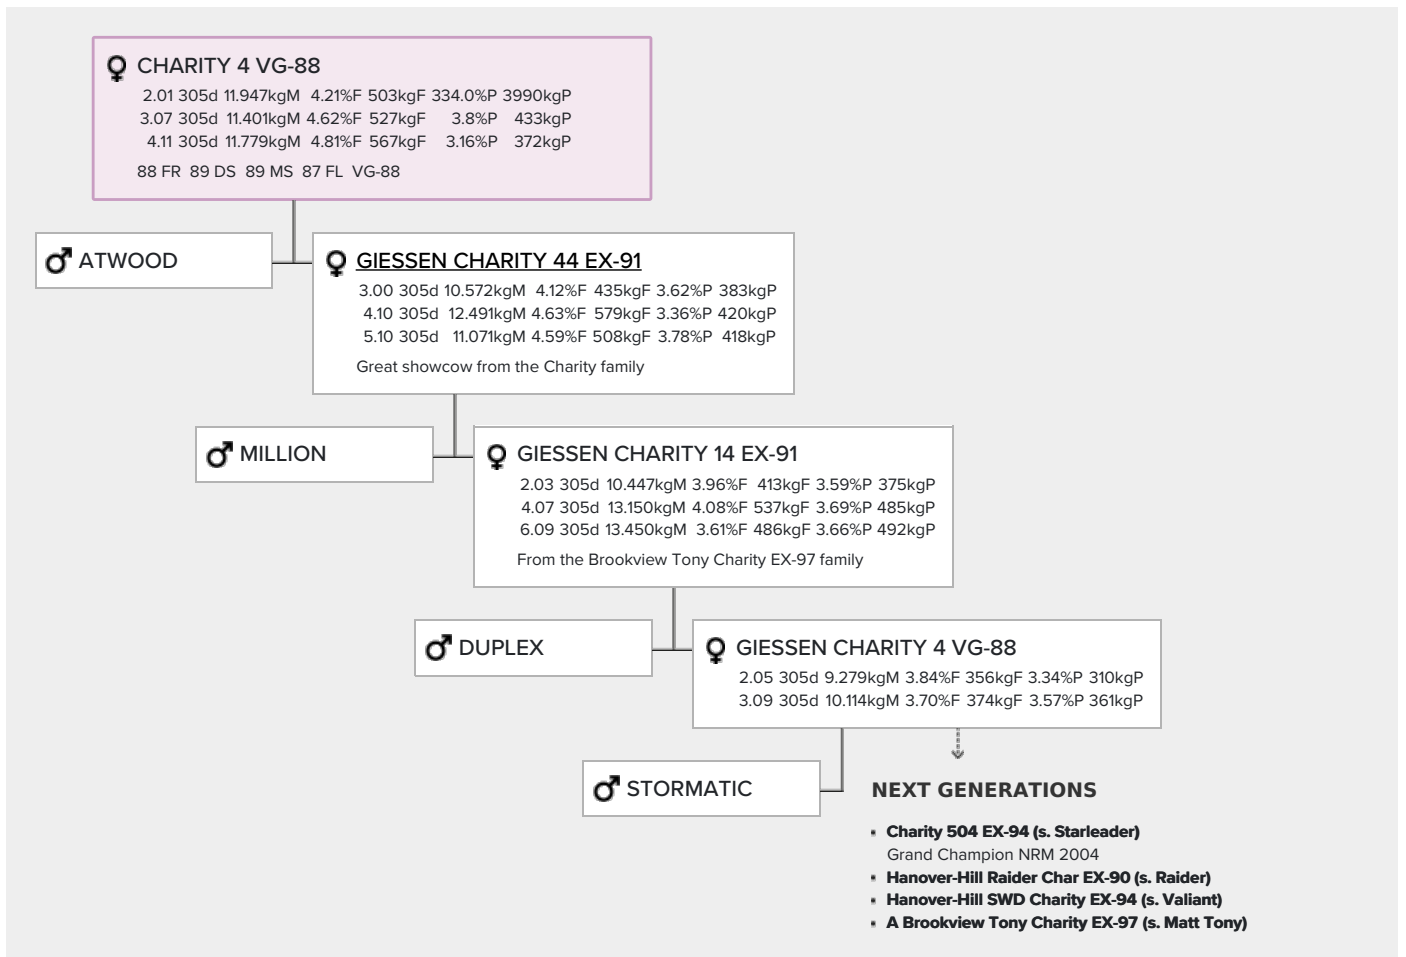 CHARITY 4 VG-88
2.01 305d 11.947kgM 4.21%F 503kgF 334.0%P 3990kgP
3.07 305d 11.401kgM 4.62%F 527kgF 3.8%P 433kgP
4.11 305d 11.779kgM 4.81%F 567kgF 3.16%P 372kgP
88 FR 89 DS 89 MS 87 FL VG-88
ATWOOD
GIESSEN CHARITY 44 EX-91
3.00 305d 10.572kgM 4.12%F 435kgF 3.62%P 383kgP
4.10 305d 12.491kgM 4.63%F 579kgF 3.36%P 420kgP
5.10 305d 11.071kgM 4.59%F 508kgF 3.78%P 418kgP
Great showcow from the Charity family
MILLION
GIESSEN CHARITY 14 EX-91
2.03 305d 10.447kgM 3.96%F 413kgF 3.59%P 375kgP
4.07 305d 13.150kgM 4.08%F 537kgF 3.69%P 485kgP
6.09 305d 13.450kgM 3.61%F 486kgF 3.66%P 492kgP
From the Brookview Tony Charity EX-97 family
DUPLEX
GIESSEN CHARITY 4 VG-88
2.05 305d 9.279kgM 3.84%F 356kgF 3.34%P 310kgP
3.09 305d 10.114kgM 3.70%F 374kgF 3.57%P 361kgP
STORMATIC
NEXT GENERATIONS
Charity 504 EX-94 (s. Starleader)
Grand Champion NRM 2004
Hanover-Hill Raider Char EX-90 (s. Raider)
Hanover-Hill SWD Charity EX-94 (s. Valiant)
A Brookview Tony Charity EX-97 (s. Matt Tony)